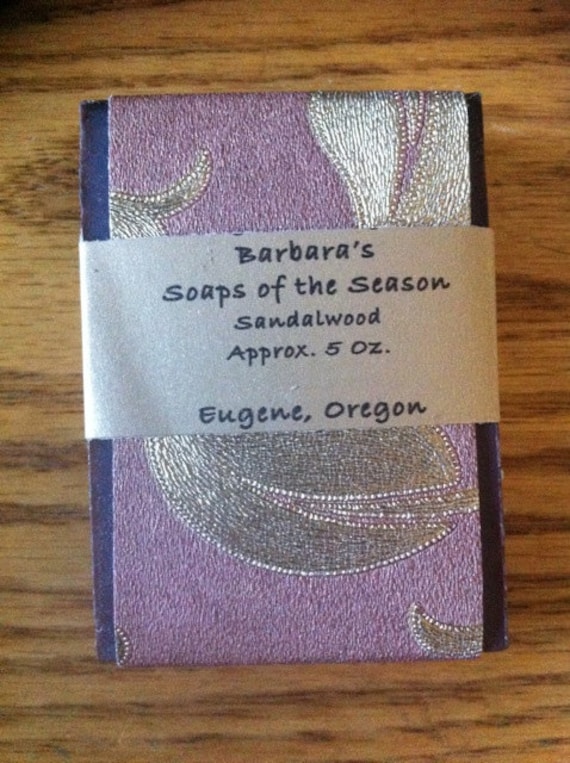 Barbara's
Soaps of the Season
Sandalwood
Approx. 5 Oz.
Eugene, Oregon